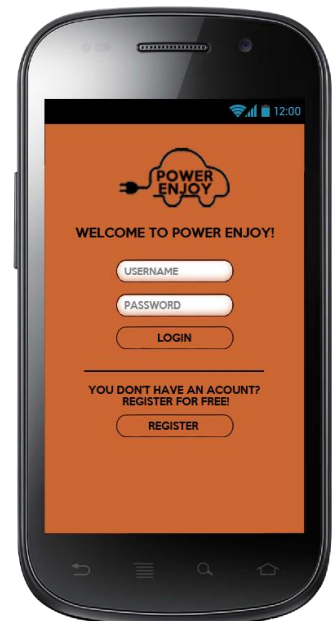 12:00
POWER
ENJOY
WELCOME TO POWER ENJOY!
USERNAME
PASSWORD
LOGIN
YOU DON'T HAVE AN ACOUNT?
REGISTER FOR FREE!
REGISTER